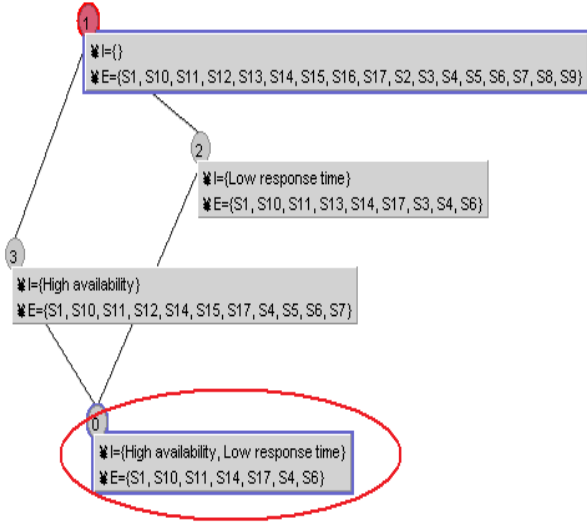 1
¥ I={}
¥ E={S1, S10, S11, S12, S13, S14, S15, S16, S17, S2, S3, S4, S5, S6, S7, S8, S9}
2
¥ I={Low response time}
¥ E={S1, S10, S11, S13, S14, S17, S3, S4, S6}
3
¥ I={High availability}
¥ E={S1, S10, S11, S12, S14, S15, S17, S4, S5, S6, S7}
0
¥ I={High availability, Low response time}
¥ E={S1, S10, S11, S14, S17, S4, S6}